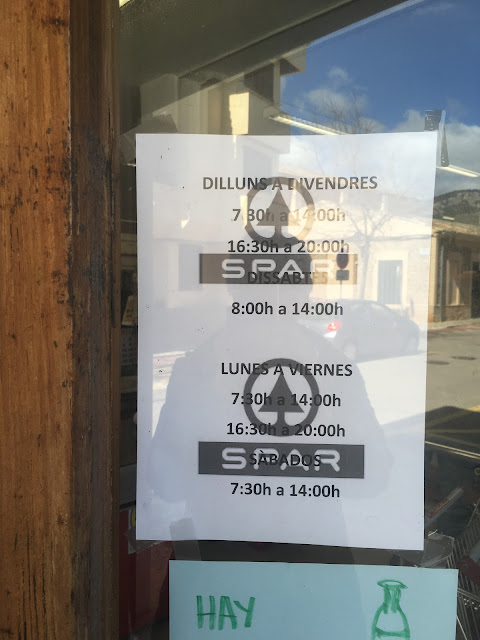 DILLUNS A DIVENDRES
7:30h a 14:00h
16:30h a 20:00h
SPAR
DISSABTE
8:00h a 14:00h
LUNES A VIERNES
7:30h a 14:00h
16:30h a 20:00h
SPAR
SABADOS
7:30h a 14:00h
HAY